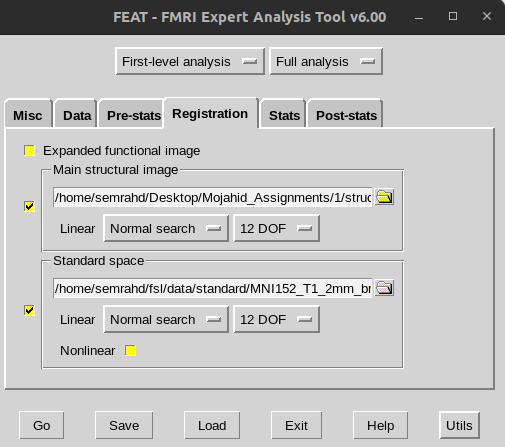 FEAT - FMRI Expert Analysis Tool v6.00
First-level analysis Full analysis
Misc Data Pre-stats Registration Stats Post-stats
Expanded functional image
Main structural image
/home/semrahd/Desktop/Mojahid_Assignments/1/struc
Linear Normal search 12 DOF
Standard space
/home/semrahd/fsl/data/standard/MNI152_T1_2mm_br
Linear Normal search 12 DOF
Nonlinear
Go Save Load Exit Help Utils